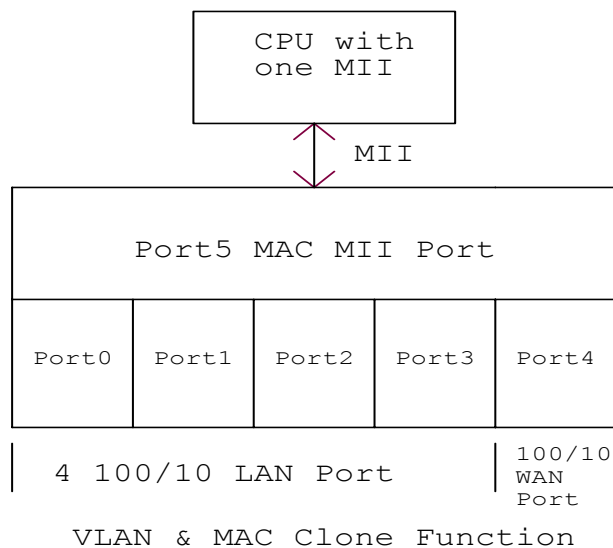 CPU with
one MII
MII
Port5 MAC MII Port
Port0 Port1 Port2 Port3 Port4
4 100/10 LAN Port
100/10
WAN
Port
VLAN & MAC Clone Function